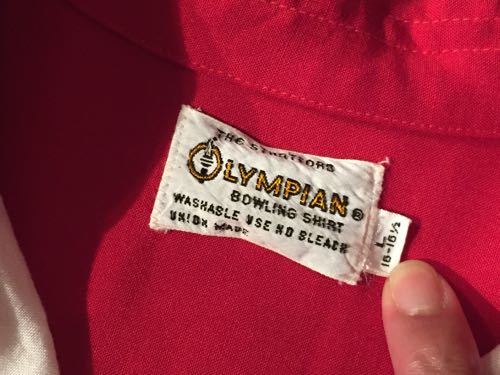 THE STRATFORD
OLYMPIAN®
BOWLING SHIRT
WASHABLE USE NO BLEACH
UNION MADE
L
16-16½